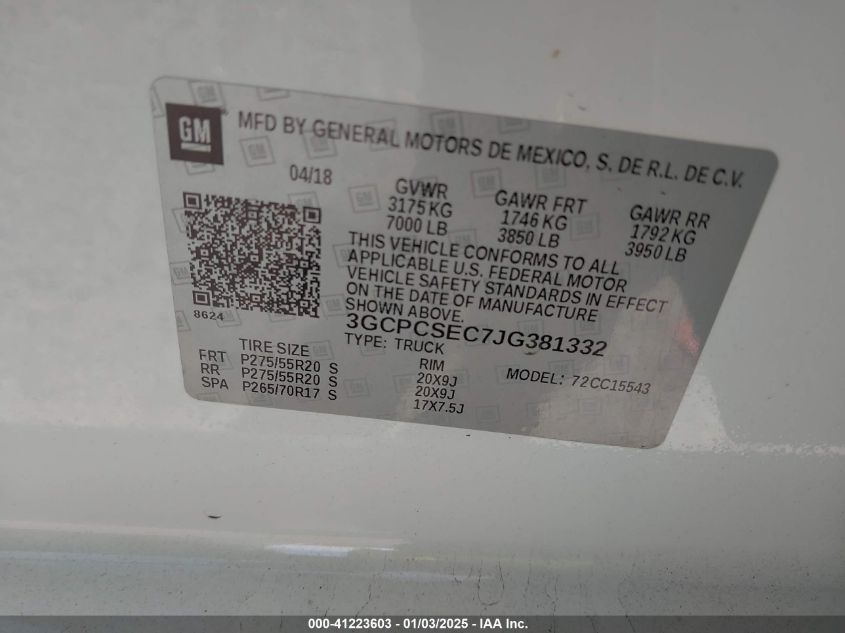 GM
MFD BY GENERAL MOTORS DE MEXICO, S. DE R.L. DE C.V.
04/18
GVWR GAWR FRT GAWR RR
3175 KG 1746 KG 1792 KG
7000 LB 3850 LB 3950 LB
THIS VEHICLE CONFORMS TO ALL
APPLICABLE U.S. FEDERAL MOTOR
VEHICLE SAFETY STANDARDS IN EFFECT
ON THE DATE OF MANUFACTURE
SHOWN ABOVE.
8624
3GCPCSEC7JG381332
TYPE: TRUCK
MODEL: 72CC15543
TIRE SIZE RIM
FRT P275/55R20 S 20X9J
RR P275/55R20 S 20X9J
SPA P265/70R17 S 17X7.5J
000-41223603 - 01/03/2025 - IAA Inc.